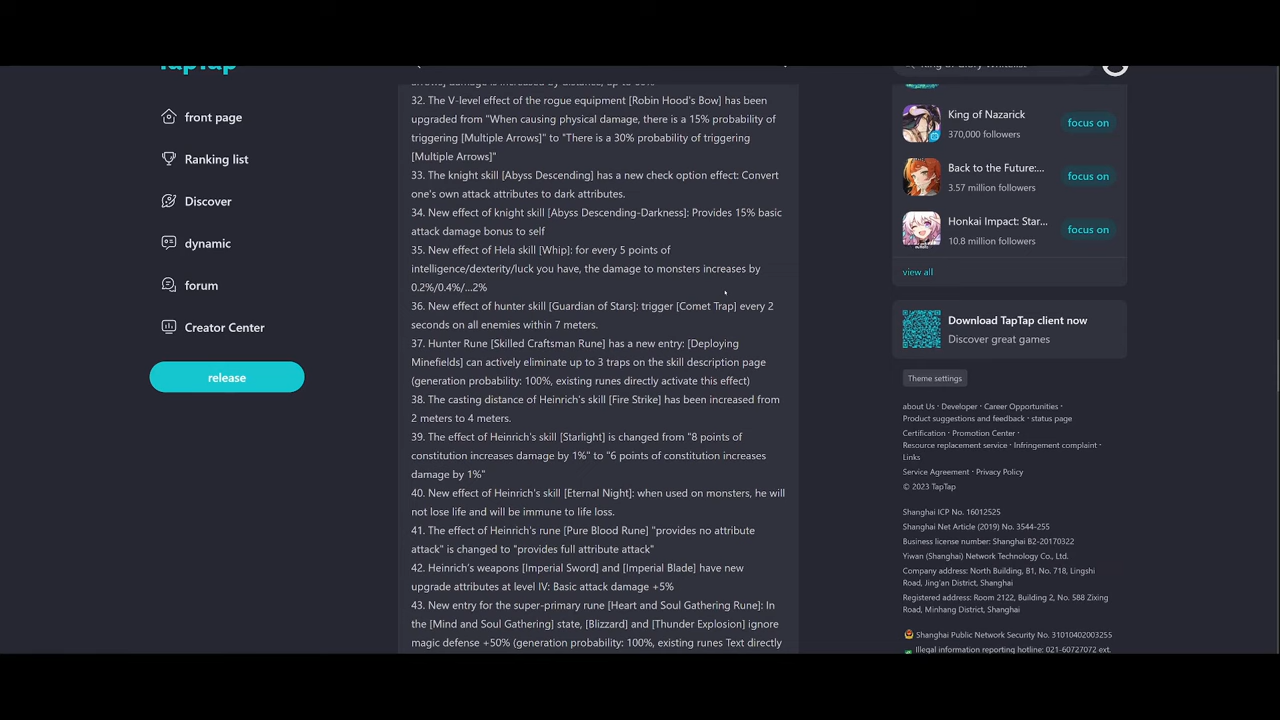 TapTap
front page
Ranking list
Discover
dynamic
forum
Creator Center
release
32. The V-level effect of the rogue equipment [Robin Hood's Bow] has been
upgraded from "When causing physical damage, there is a 15% probability of
triggering [Multiple Arrows]" to "There is a 30% probability of triggering
[Multiple Arrows]"
33. The knight skill [Abyss Descending] has a new check option effect: Convert
one's own attack attributes to dark attributes.
34. New effect of knight skill [Abyss Descending-Darkness]: Provides 15% basic
attack damage bonus to self
35. New effect of Hela skill [Whip]: for every 5 points of
intelligence/dexterity/luck you have, the damage to monsters increases by
0.2%/0.4%/...2%
36. New effect of hunter skill [Guardian of Stars]: trigger [Comet Trap] every 2
seconds on all enemies within 7 meters.
37. Hunter Rune [Skilled Craftsman Rune] has a new entry: [Deploying
Minefields] can actively eliminate up to 3 traps on the skill description page
(generation probability: 100%, existing runes directly activate this effect)
38. The casting distance of Heinrich's skill [Fire Strike] has been increased from
2 meters to 4 meters.
39. The effect of Heinrich's skill [Starlight] is changed from "8 points of
constitution increases damage by 1%" to "6 points of constitution increases
damage by 1%"
40. New effect of Heinrich's skill [Eternal Night]: when used on monsters, he will
not lose life and will be immune to life loss.
41. The effect of Heinrich's rune [Pure Blood Rune] "provides no attribute
attack" is changed to "provides full attribute attack"
42. Heinrich's weapons [Imperial Sword] and [Imperial Blade] have new
upgrade attributes at level IV: Basic attack damage +5%
43. New entry for the super-primary rune [Heart and Soul Gathering Rune]: In
the [Mind and Soul Gathering] state, [Blizzard] and [Thunder Explosion] ignore
magic defense +50% (generation probability: 100%, existing runes Text directly
King of Nazarick
370,000 followers
focus on
Back to the Future:...
3.57 million followers
focus on
Honkai Impact: Star...
10.8 million followers
focus on
view all
Download TapTap client now
Discover great games
Theme settings
about Us · Developer · Career Opportunities ·
Product suggestions and feedback · status page
Certification · Promotion Center ·
Resource replacement service · Infringement complaint ·
Links
Service Agreement · Privacy Policy
© 2023 TapTap
Shanghai ICP No. 16012525
Shanghai Net Article (2019) No. 3544-255
Business license number: Shanghai B2-20170322
Yiwan (Shanghai) Network Technology Co., Ltd.
Company address: North Building, B1, No. 718, Lingshi
Road, Jing'an District, Shanghai
Registered address: Room 2122, Building 2, No. 588 Zixing
Road, Minhang District, Shanghai
Shanghai Public Network Security No. 31010402003255
Illegal information reporting hotline: 021-60727072 ext.